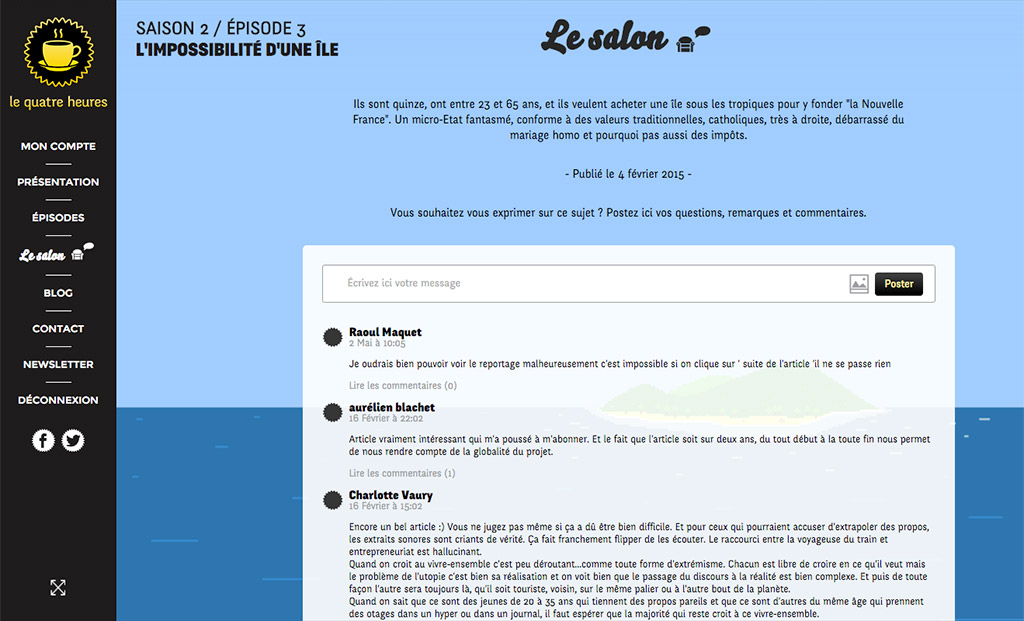 le quatre heures
MON COMPTE
PRÉSENTATION
ÉPISODES
Le salon
BLOG
CONTACT
NEWSLETTER
DÉCONNEXION
SAISON 2 / ÉPISODE 3
L'IMPOSSIBILITÉ D'UNE ÎLE
Le salon
Ils sont quinze, ont entre 23 et 65 ans, et ils veulent acheter une île sous les tropiques pour y fonder "la Nouvelle
France". Un micro-Etat fantasmé, conforme à des valeurs traditionnelles, catholiques, très à droite, débarrassé du
mariage homo et pourquoi pas aussi des impôts.
- Publié le 4 février 2015 -
Vous souhaitez vous exprimer sur ce sujet ? Postez ici vos questions, remarques et commentaires.
Écrivez ici votre message
Poster
Raoul Maquet
2 Mai à 10:05
Je oudrais bien pouvoir voir le reportage malheureusement c'est impossible si on clique sur ' suite de l'article 'il ne se passe rien
Lire les commentaires (0)
aurélien blachet
16 Février à 22:02
Article vraiment intéressant qui m'a poussé à m'abonner. Et le fait que l'article soit sur deux ans, du tout début à la toute fin nous permet
de nous rendre compte de la globalité du projet.
Lire les commentaires (1)
Charlotte Vaury
16 Février à 15:02
Encore un bel article :) Vous ne jugez pas même si ça a dû être bien difficile. Et pour ceux qui pourraient accuser d'extrapoler des propos,
les extraits sonores sont criants de vérité. Ça fait franchement flipper de les écouter. Le raccourci entre la voyageuse du train et
entrepreneuriat est hallucinant.
Quand on croit au vivre-ensemble c'est peu déroutant...comme toute forme d'extrémisme. Chacun est libre de croire en ce qu'il veut mais
le problème de l'utopie c'est bien sa réalisation et on voit bien que le passage du discours à la réalité est bien complexe. Et puis de toute
façon l'autre sera toujours là, qu'il soit touriste, voisin, sur le même palier ou à l'autre bout de la planète.
Quand on sait que ce sont des jeunes de 20 à 35 ans qui tiennent des propos pareils et que ce sont d'autres du même âge qui prennent
des otages dans un hyper ou dans un journal, il faut espérer que la majorité qui reste croit à ce vivre-ensemble.